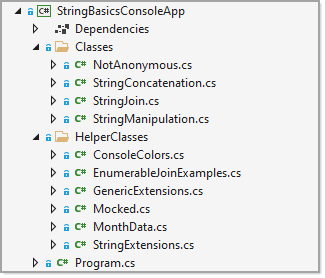 C# StringBasicsConsoleApp
Dependencies
Classes
C# NotAnonymous.cs
C# StringConcatenation.cs
C# StringJoin.cs
C# StringManipulation.cs
HelperClasses
C# ConsoleColors.cs
C# EnumerableJoinExamples.cs
C# GenericExtensions.cs
C# Mocked.cs
C# MonthData.cs
C# StringExtensions.cs
C# Program.cs